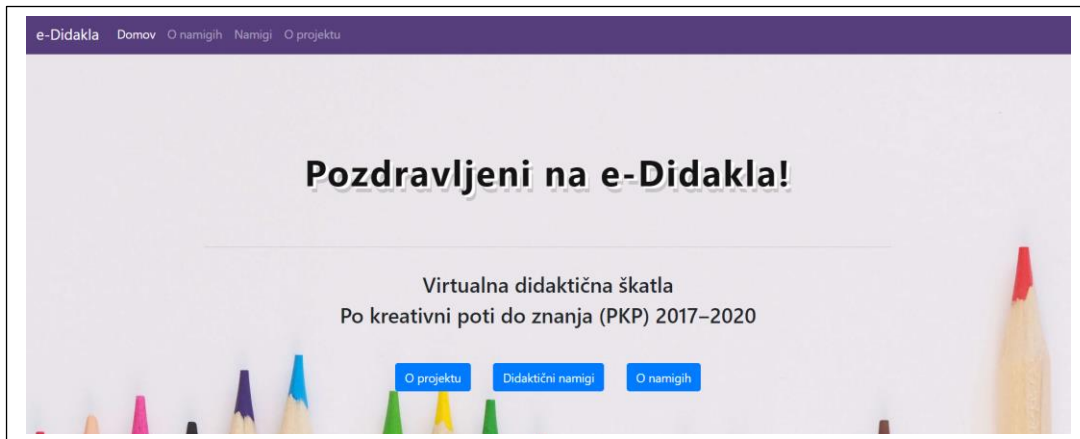 e-Didakla Domov O namigih Namigi O projektu
Pozdravljeni na e-Didakla!
Virtualna didaktična škatla
Po kreativni poti do znanja (PKP) 2017–2020
O projektu Didaktični namigi O namigih